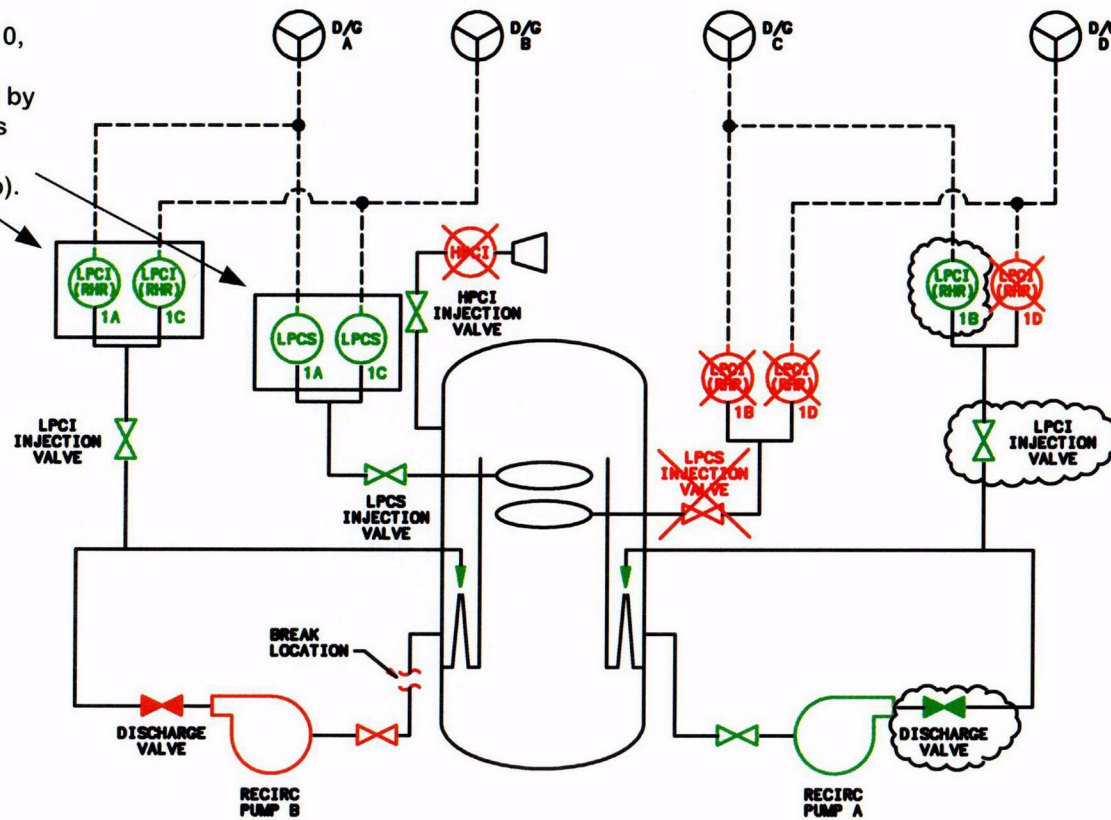 0,
by
s
).
D/G
A
D/G
B
D/G
C
D/G
D
LPCI
(RHR)
1A
LPCI
(RHR)
1C
LPCS
1A
LPCS
1C
HPCI
HPCI
INJECTION
VALVE
LPCI
(RHR)
1B
LPCI
(RHR)
1D
LPCI
(RHR)
1B
LPCI
(RHR)
1D
LPCI
INJECTION
VALVE
LPCS
INJECTION
VALVE
LPCS
INJECTION
VALVE
LPCI
INJECTION
VALVE
BREAK
LOCATION
DISCHARGE
VALVE
RECIRC
PUMP B
DISCHARGE
VALVE
RECIRC
PUMP A